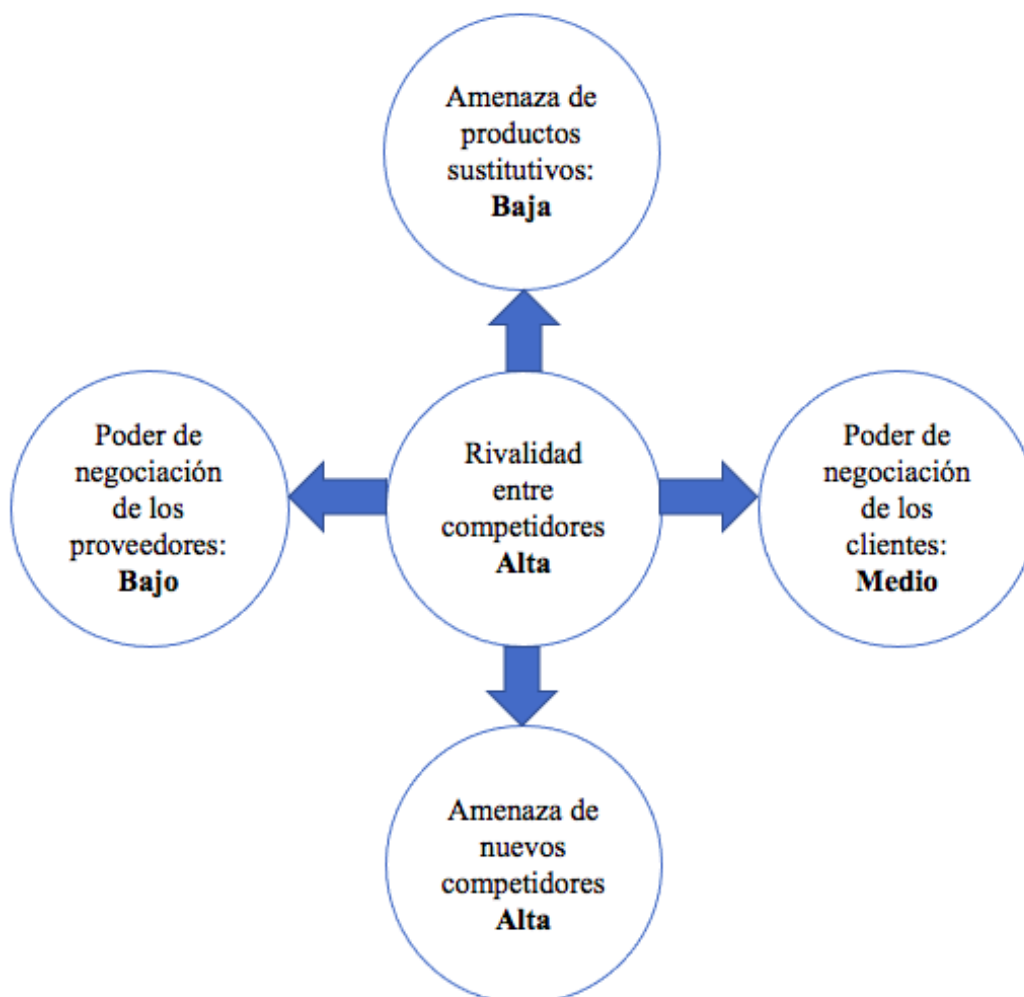 Amenaza de
productos
sustitutivos:
Baja
Poder de
negociación
de los
proveedores:
Bajo
Rivalidad
entre
competidores
Alta
Poder de
negociación
de los
clientes:
Medio
Amenaza de
nuevos
competidores
Alta